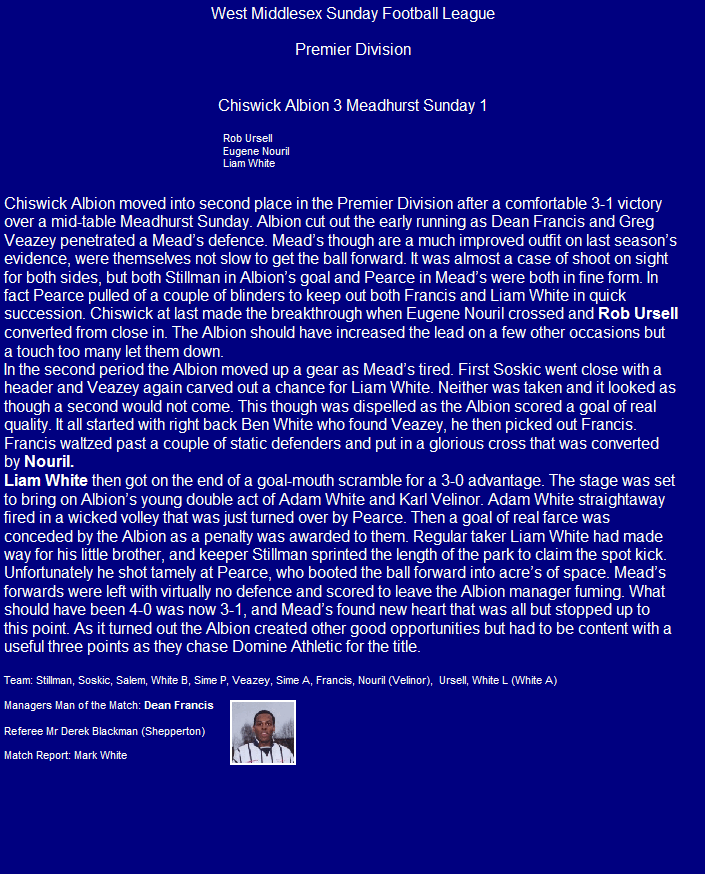 West Middlesex Sunday Football League
Premier Division
Chiswick Albion 3 Meadhurst Sunday 1
Rob Ursell
Eugene Nouril
Liam White
Chiswick Albion moved into second place in the Premier Division after a comfortable 3-1 victory
over a mid-table Meadhurst Sunday. Albion cut out the early running as Dean Francis and Greg
Veazey penetrated a Mead's defence. Mead's though are a much improved outfit on last season's
evidence, were themselves not slow to get the ball forward. It was almost a case of shoot on sight
for both sides, but both Stillman in Albion's goal and Pearce in Mead's were both in fine form. In
fact Pearce pulled of a couple of blinders to keep out both Francis and Liam White in quick
succession. Chiswick at last made the breakthrough when Eugene Nouril crossed and Rob Ursell
converted from close in. The Albion should have increased the lead on a few other occasions but
a touch too many let them down.
In the second period the Albion moved up a gear as Mead's tired. First Soskic went close with a
header and Veazey again carved out a chance for Liam White. Neither was taken and it looked as
though a second would not come. This though was dispelled as the Albion scored a goal of real
quality. It all started with right back Ben White who found Veazey, he then picked out Francis.
Francis waltzed past a couple of static defenders and put in a glorious cross that was converted
by Nouril.
Liam White then got on the end of a goal-mouth scramble for a 3-0 advantage. The stage was set
to bring on Albion's young double act of Adam White and Karl Velinor. Adam White straightaway
fired in a wicked volley that was just turned over by Pearce. Then a goal of real farce was
conceded by the Albion as a penalty was awarded to them. Regular taker Liam White had made
way for his little brother, and keeper Stillman sprinted the length of the park to claim the spot kick.
Unfortunately he shot tamely at Pearce, who booted the ball forward into acre's of space. Mead's
forwards were left with virtually no defence and scored to leave the Albion manager fuming. What
should have been 4-0 was now 3-1, and Mead's found new heart that was all but stopped up to
this point. As it turned out the Albion created other good opportunities but had to be content with a
useful three points as they chase Domine Athletic for the title.
Team: Stillman, Soskic, Salem, White B, Sime P, Veazey, Sime A, Francis, Nouril (Velinor), Ursell, White L (White A)
Managers Man of the Match: Dean Francis
Referee Mr Derek Blackman (Shepperton)
Match Report: Mark White